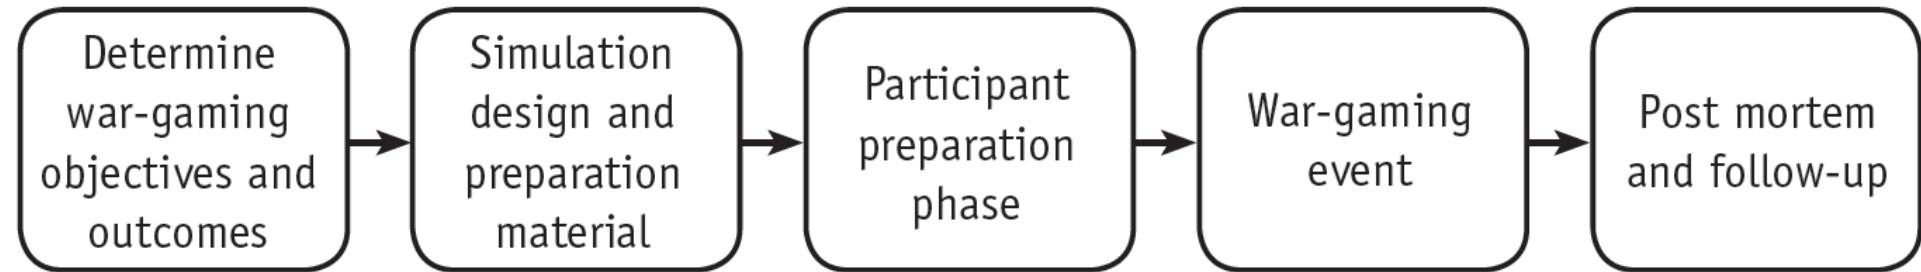 Determine
war-gaming
objectives and
outcomes
Simulation
design and
preparation
material
Participant
preparation
phase
War-gaming
event
Post mortem
and follow-up